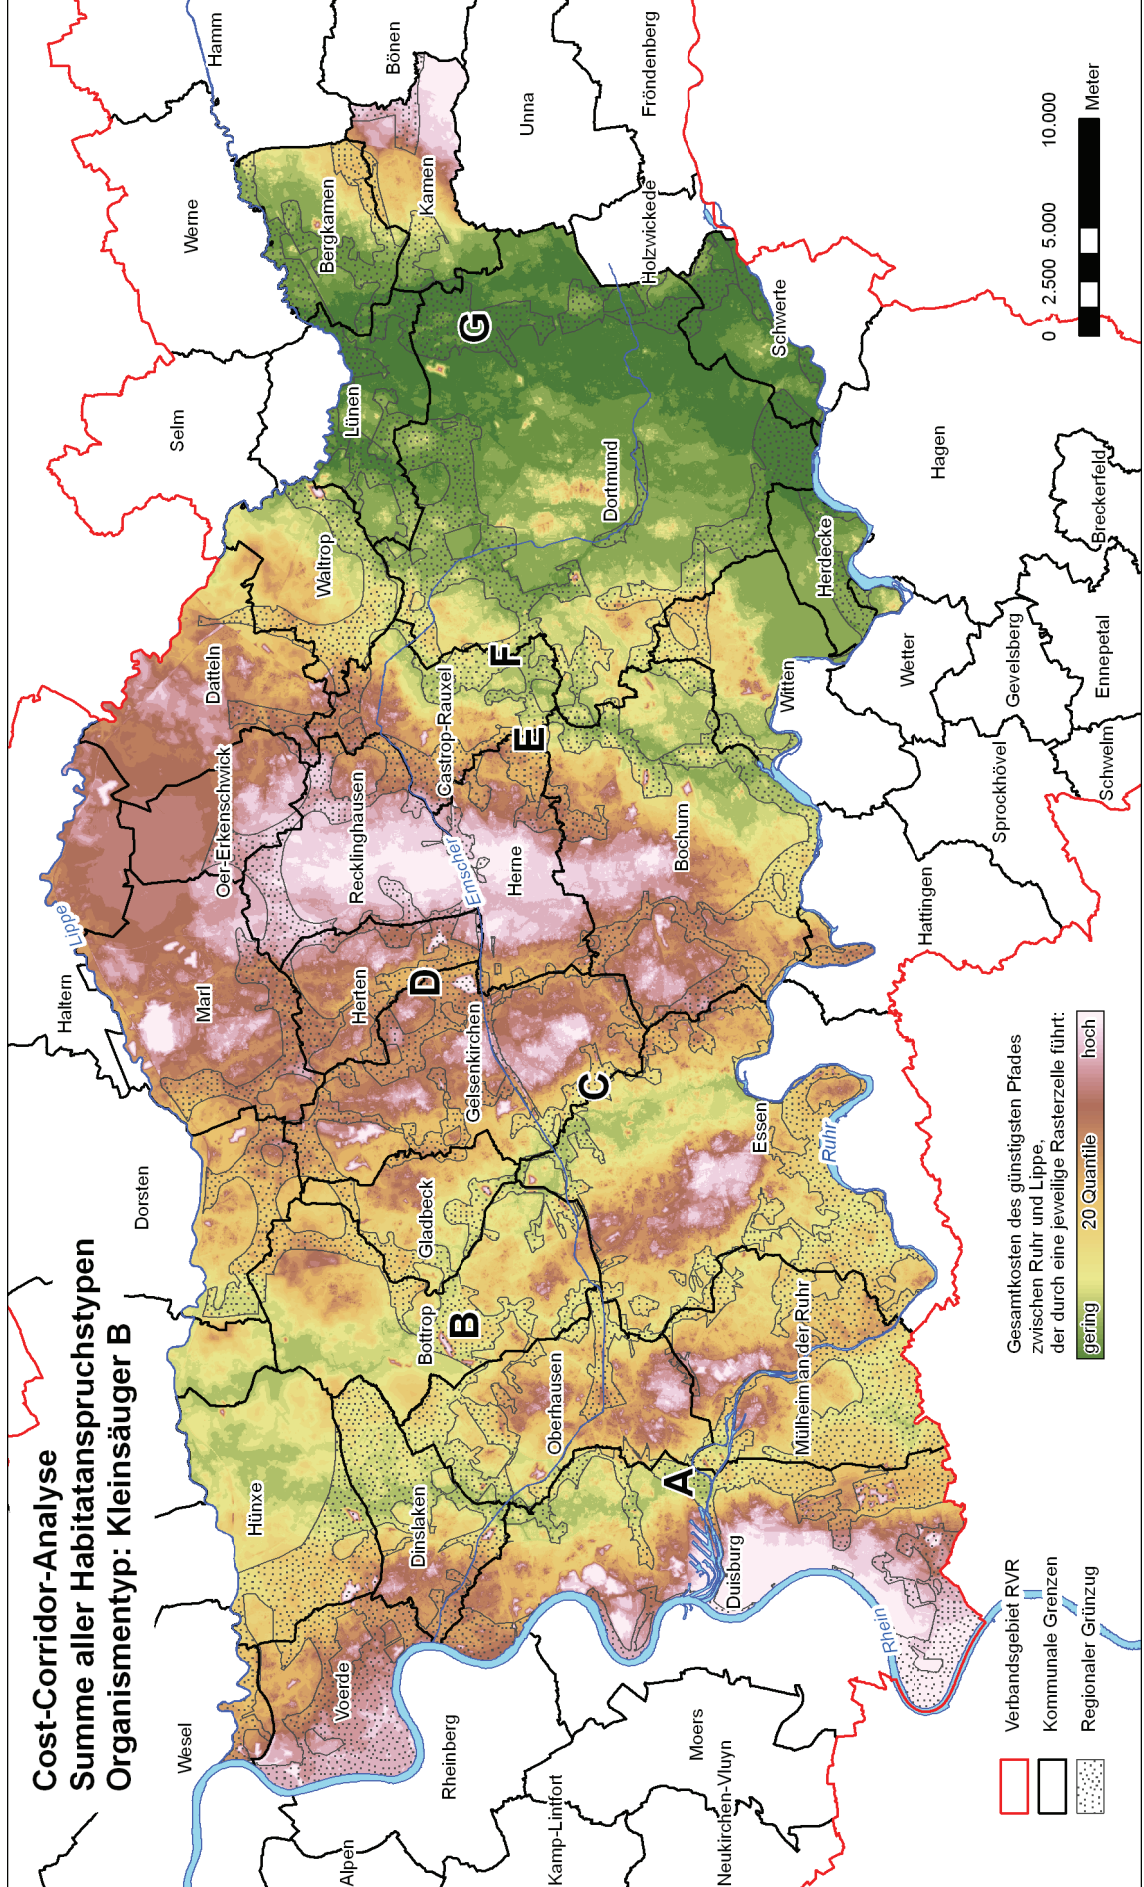 Cost-Corridor-Analyse
Summe aller Habitatanspruchstypen
Organismentyp: Kleinsäuger B
Hamm
Werne
Bönen
Selm
Bergkamen
Kamen
Unna
Fröndenberg
Haltern
Lippe
Datteln
Waltrop
Lünen
G
Holzwickede
Dorsten
Marl
Oer-Erkenschwick
Recklinghausen
Castrop-Rauxel
F
Dortmund
Schwerte
Wesel
Hünxe
Gladbeck
Herten
D
Emscher
Herne
E
Voerde
Dinslaken
Bottrop
B
Gelsenkirchen
C
Bochum
Witten
Herdecke
Hagen
Rheinberg
Oberhausen
Essen
Ruhr
Hattingen
Wetter
Alpen
Kamp-Lintfort
Moers
Neukirchen-Vluyn
A
Duisburg
Mülheim an der Ruhr
Rhein
Sprockhövel
Gevelsberg
Schwelm
Ennepetal
Breckerfeld
Verbandsgebiet RVR
Kommunale Grenzen
Regionaler Grünzug
Gesamtkosten des günstigsten Pfades
zwischen Ruhr und Lippe,
der durch eine jeweilige Rasterzelle führt:
gering 20 Quantile hoch
0 2.500 5.000 10.000
Meter